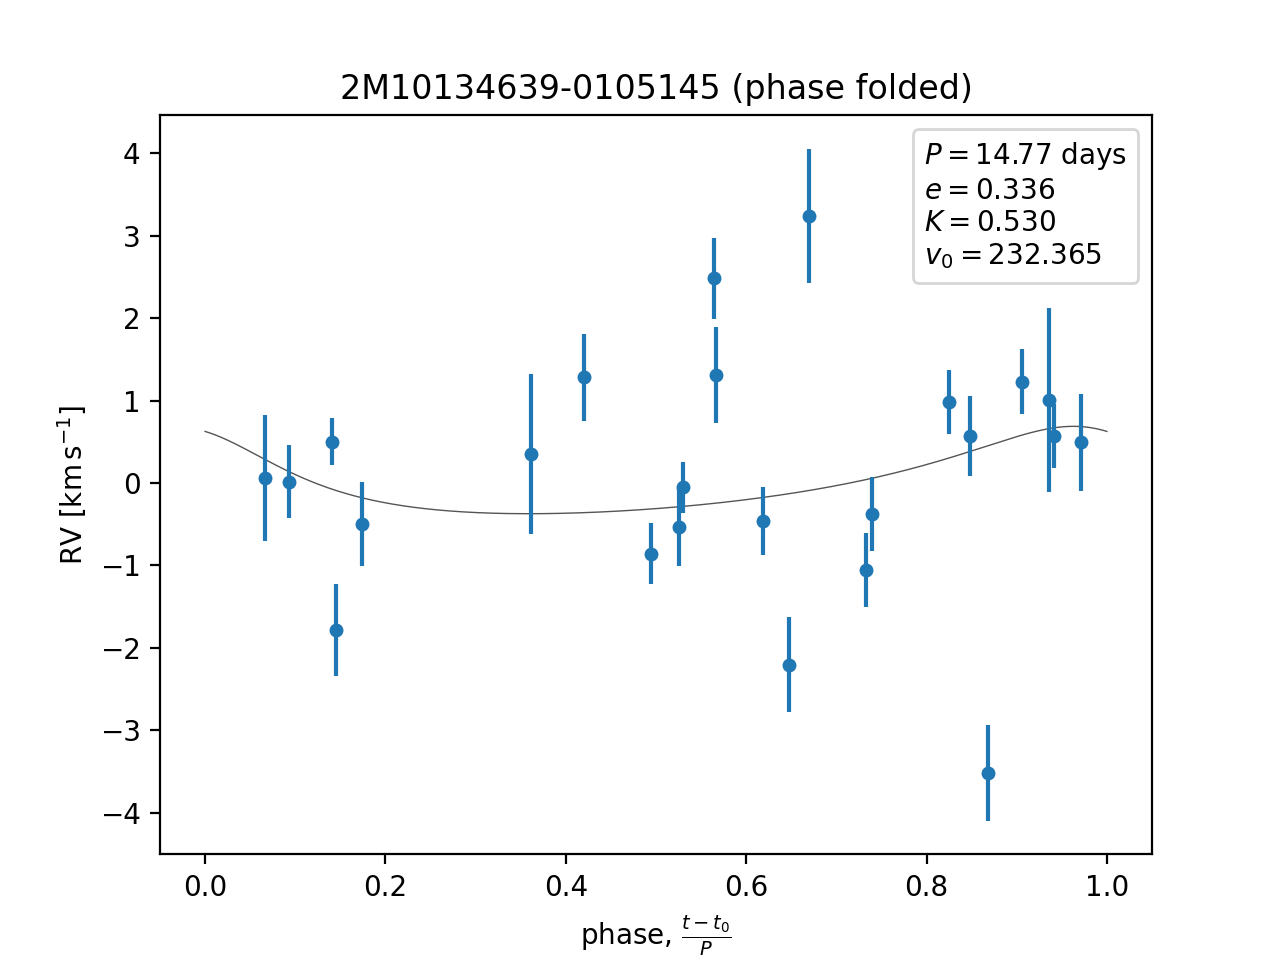 2M10134639-0105145 (phase folded)
P = 14.77 days
e = 0.336
K = 0.530
v₀ = 232.365
4
3
2
1
0
−1
−2
−3
−4
RV [km s⁻¹]
0.0 0.2 0.4 0.6 0.8 1.0
phase, (t − t₀)/P